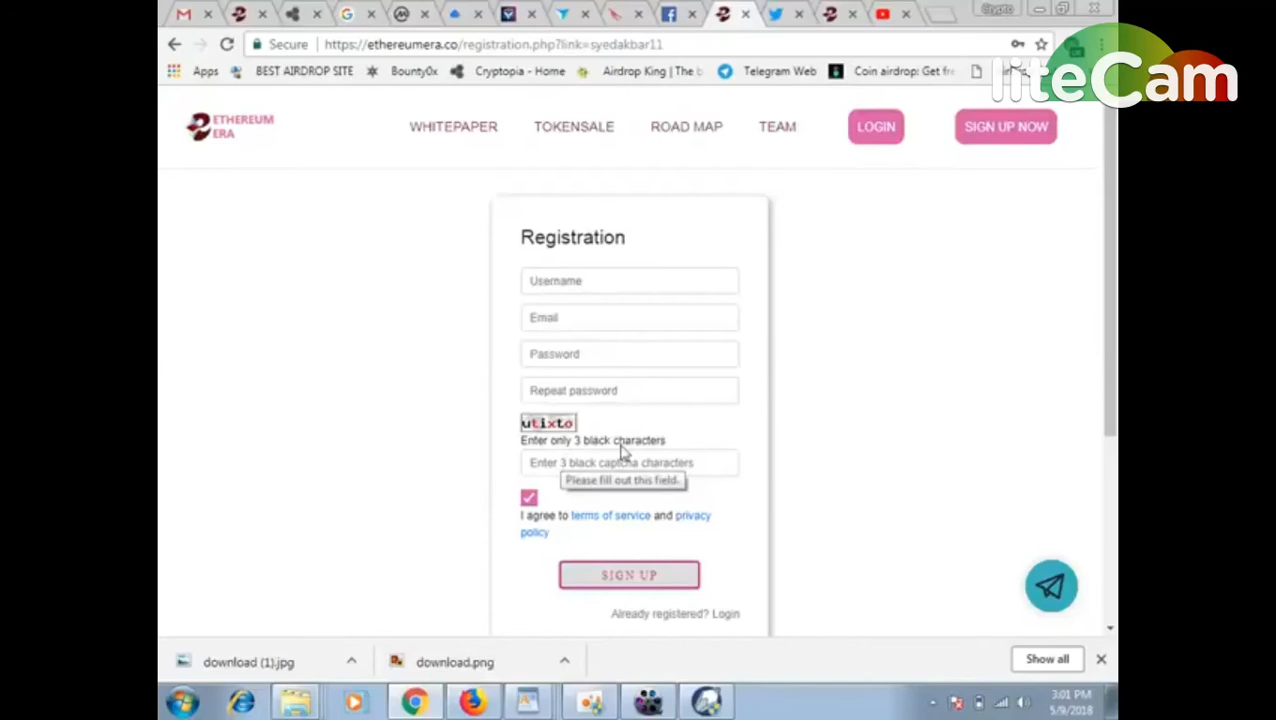 Crypto
Secure
https://ethereumera.co/registration.php?link=syedakbar11
Apps
BEST AIRDROP SITE
Bounty0x
Cryptopia - Home
Airdrop King | The b
Telegram Web
Coin airdrop: Get fr
liteCam
ETHEREUM
ERA
WHITEPAPER
TOKENSALE
ROAD MAP
TEAM
LOGIN
SIGN UP NOW
Registration
Username
Email
Password
Repeat password
utixto
Enter only 3 black characters
Enter 3 black captcha characters
Please fill out this field.
I agree to terms of service and privacy
policy
SIGN UP
Already registered? Login
download (1).jpg
download.png
Show all
3:01 PM
5/9/2018